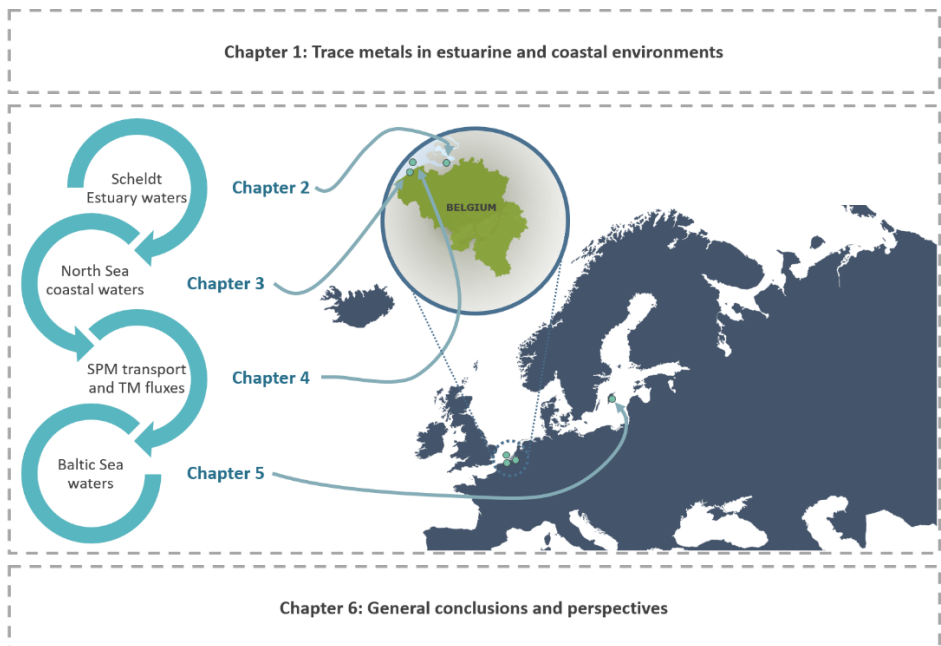 Chapter 1: Trace metals in estuarine and coastal environments
Scheldt
Estuary waters
Chapter 2
BELGIUM
North Sea
coastal waters
Chapter 3
SPM transport
and TM fluxes
Chapter 4
Baltic Sea
waters
Chapter 5
Chapter 6: General conclusions and perspectives